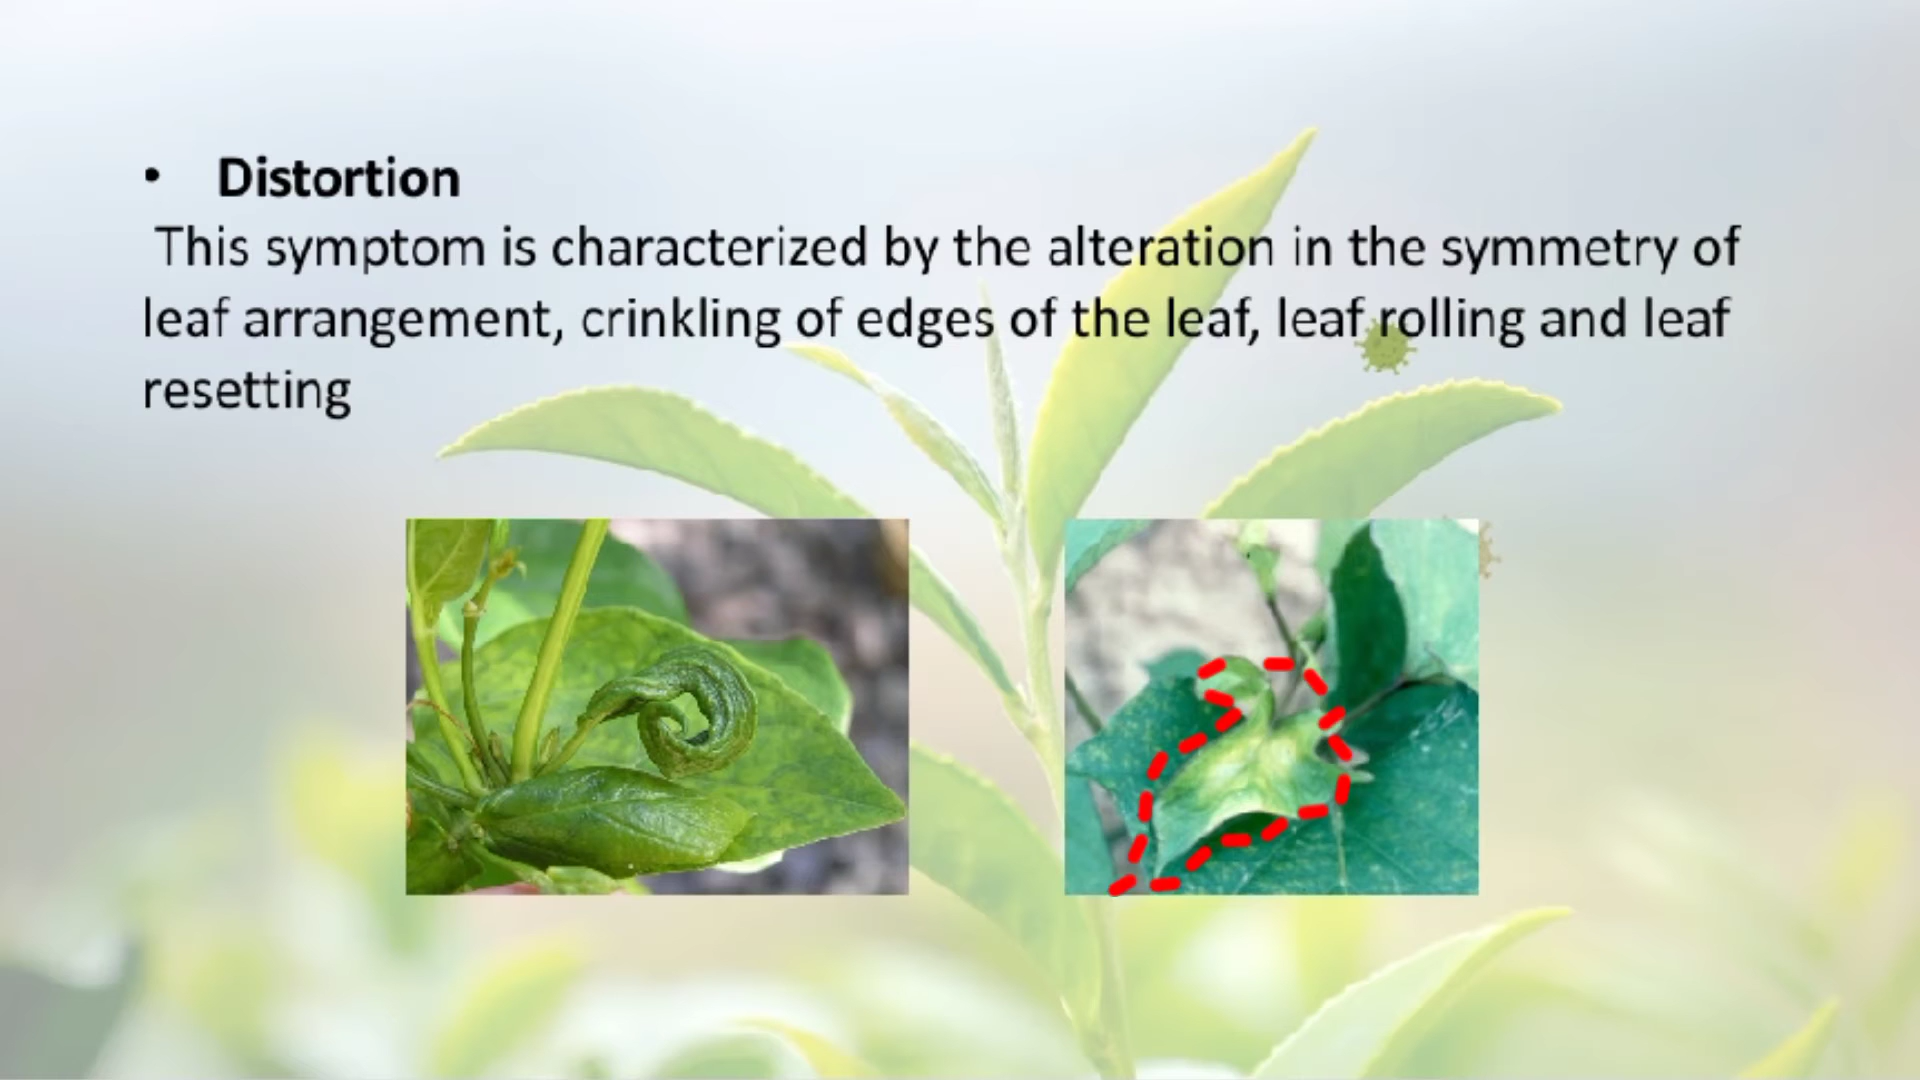 • Distortion
This symptom is characterized by the alteration in the symmetry of
leaf arrangement, crinkling of edges of the leaf, leaf rolling and leaf
resetting